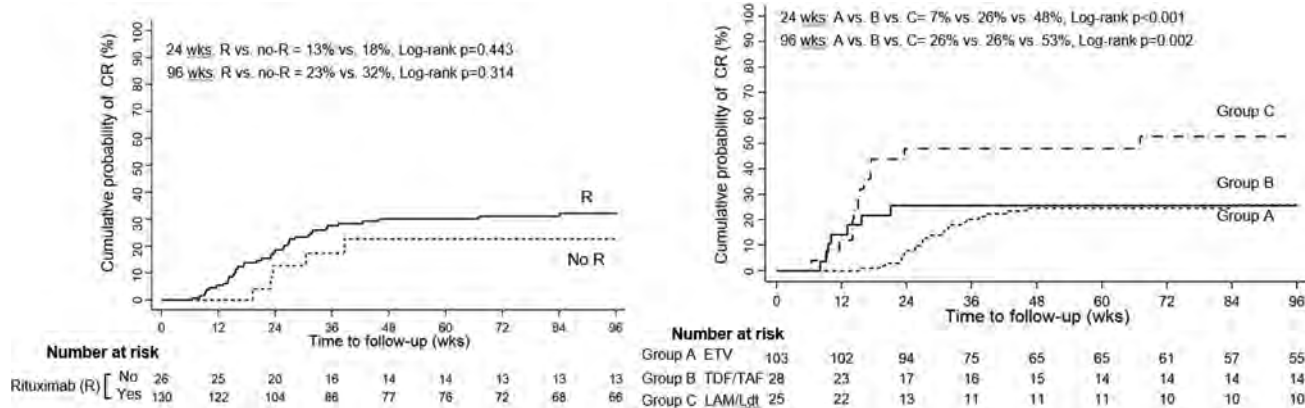 24 wks: R vs. no-R = 13% vs. 18%, Log-rank p=0.443
96 wks: R vs. no-R = 23% vs. 32%, Log-rank p=0.314
Cumulative probability of CR (%)
100
90
80
70
60
50
40
30
20
10
0
R
No R
0 12 24 36 48 60 72 94 96
Time to follow-up (wks)
Number at risk
Rituximab (R)
No 26 25 20 16 14 14 13 13 13
Yes 130 122 104 86 77 76 72 68 66
24 wks: A vs. B vs. C= 7% vs. 26% vs. 48%, Log-rank p<0.001
96 wks: A vs. B vs. C= 26% vs. 26% vs. 53%, Log-rank p=0.002
Cumulative probability of CR (%)
100
90
80
70
60
50
40
30
20
10
0
Group C
Group B
Group A
0 12 24 36 48 60 72 84 96
Time to follow-up (wks)
Number at risk
Group A ETV 103 102 94 75 65 65 61 57 55
Group B TDF/TAF 28 23 17 16 15 14 14 14 14
Group C LAM/Ldt 25 22 13 11 11 11 10 10 10